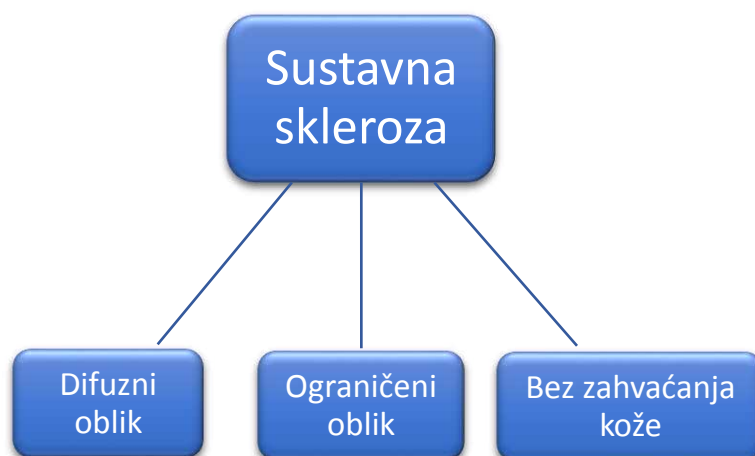 Sustavna
skleroza
Difuzni
oblik
Ograničeni
oblik
Bez zahvaćanja
kože